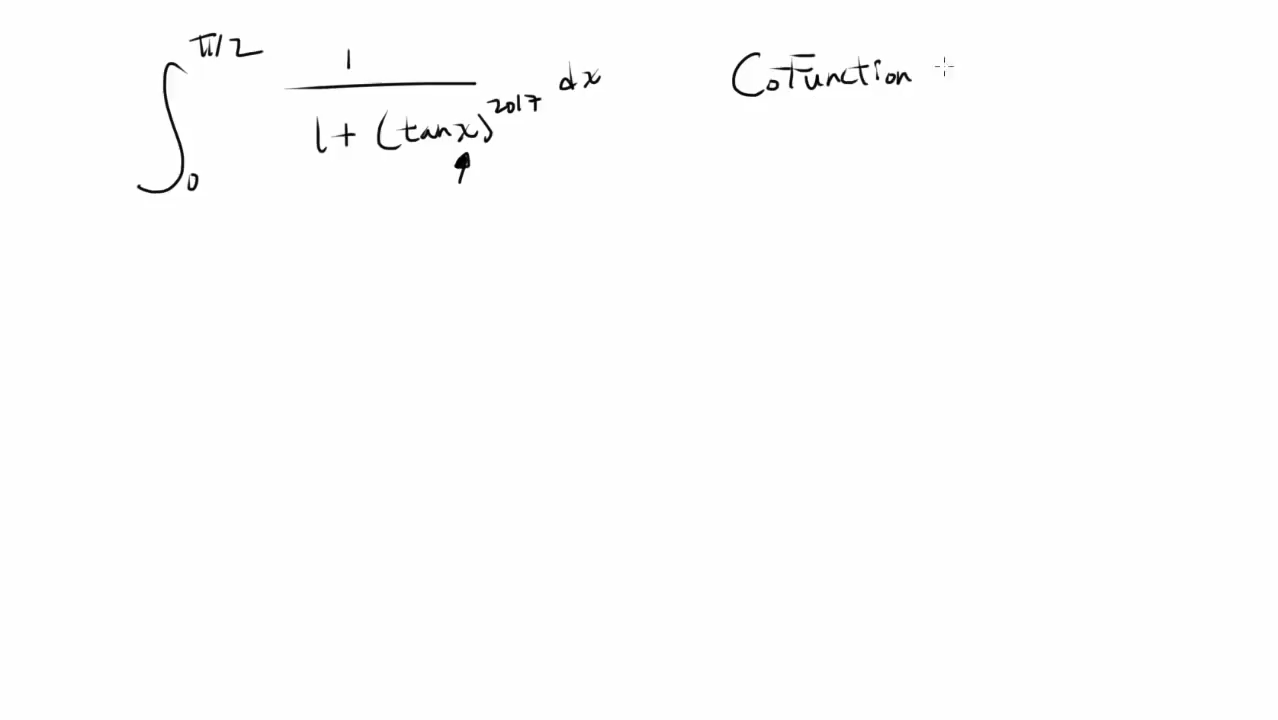 ∫₀^{π/2} 1 / (1 + (tanx)^{2017}) dx
Cofunction